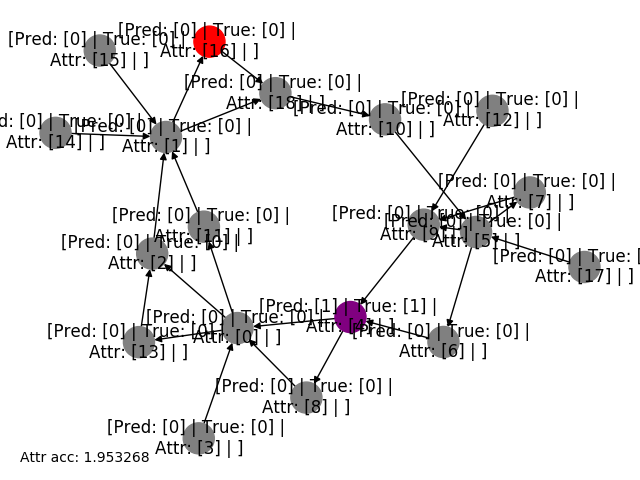 [Pred: [0] | True: [0] |
Attr: [16] | ]
[Pred: [0] | True: [0] |
Attr: [15] | ]
[Pred: [0] | True: [0] |
Attr: [18] | ]
[Pred: [0] | True: [0] |
Attr: [10] | ]
[Pred: [0] | True: [0] |
Attr: [12] | ]
d: [0] | True: [0] |
Attr: [14] | ]
[Pred: [0] | True: [0] |
Attr: [1] | ]
[Pred: [0] | True: [0] |
Attr: [7] | ]
[Pred: [0] | True: [0] |
Attr: [11] | ]
[Pred: [0] | True: [0] |
Attr: [9] | ]
[Pred: [0] | True: [0] |
Attr: [5] | ]
[Pred: [0] | True: [0] |
Attr: [2] | ]
[Pred: [0] | True: [
Attr: [17] | ]
[Pred: [1] | True: [1] |
Attr: [4] | ]
[Pred: [0] | True: [0] |
Attr: [0] | ]
[Pred: [0] | True: [0] |
Attr: [13] | ]
[Pred: [0] | True: [0] |
Attr: [6] | ]
[Pred: [0] | True: [0] |
Attr: [8] | ]
[Pred: [0] | True: [0] |
Attr: [3] | ]
Attr acc: 1.953268